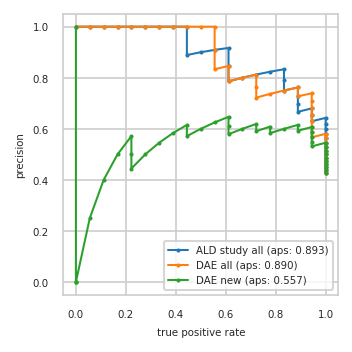 1.0
0.8
0.6
0.4
0.2
0.0
precision
ALD study all (aps: 0.893)
DAE all (aps: 0.890)
DAE new (aps: 0.557)
0.0 0.2 0.4 0.6 0.8 1.0
true positive rate